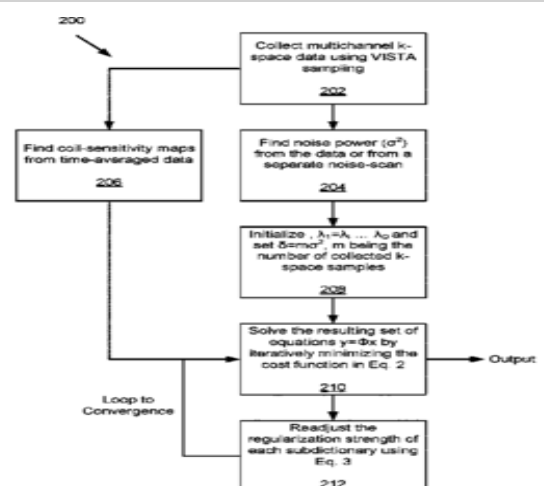 200
Collect multichannel k-
space data using VISTA
sampling
202
Find coil-sensitivity maps
from time-averaged data
206
Find noise power (σ²)
from the data or from a
separate noise-scan
204
Initialize , λ₁=λᵢ ... λ_D and
set δ=mσ², m being the
number of collected k-
space samples
208
Solve the resulting set of
equations y=Φx by
iteratively minimizing the
cost function in Eq. 2
210
Output
Loop to
Convergence
Readjust the
regularization strength of
each subdictionary using
Eq. 3
212